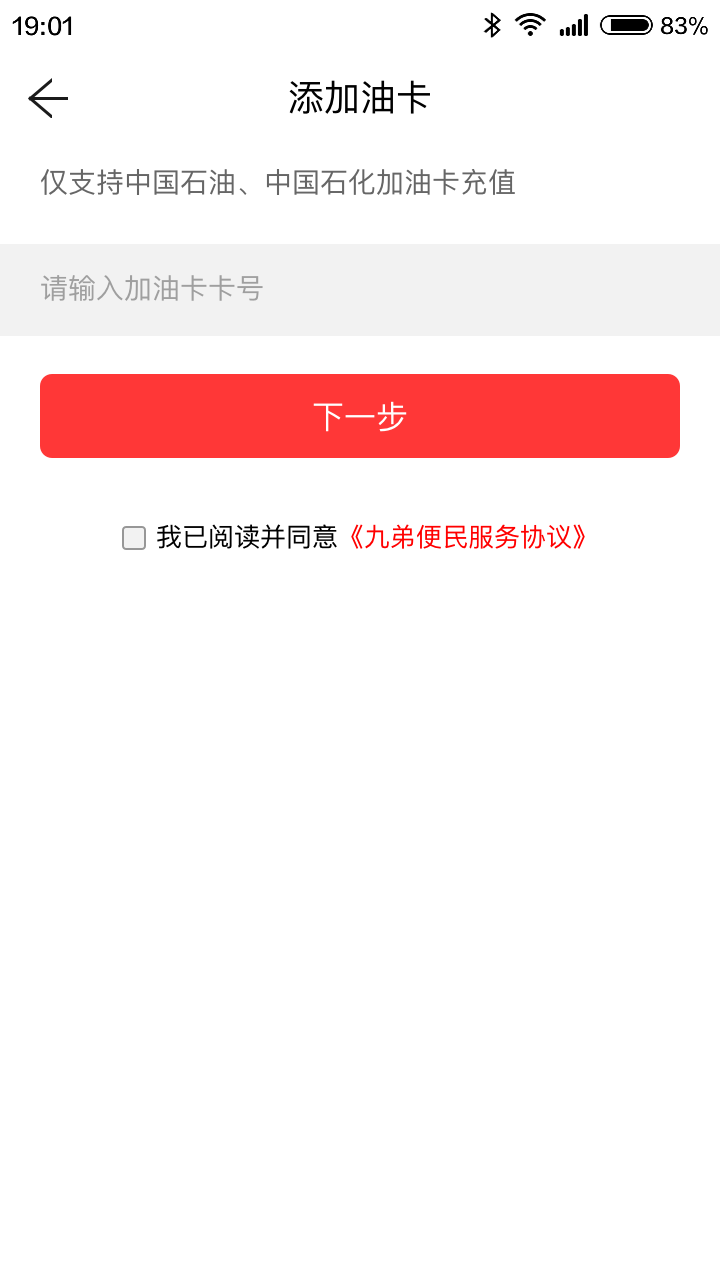 19:01
83%
添加油卡
仅支持中国石油、中国石化加油卡充值
请输入加油卡卡号
下一步
我已阅读并同意《九弟便民服务协议》